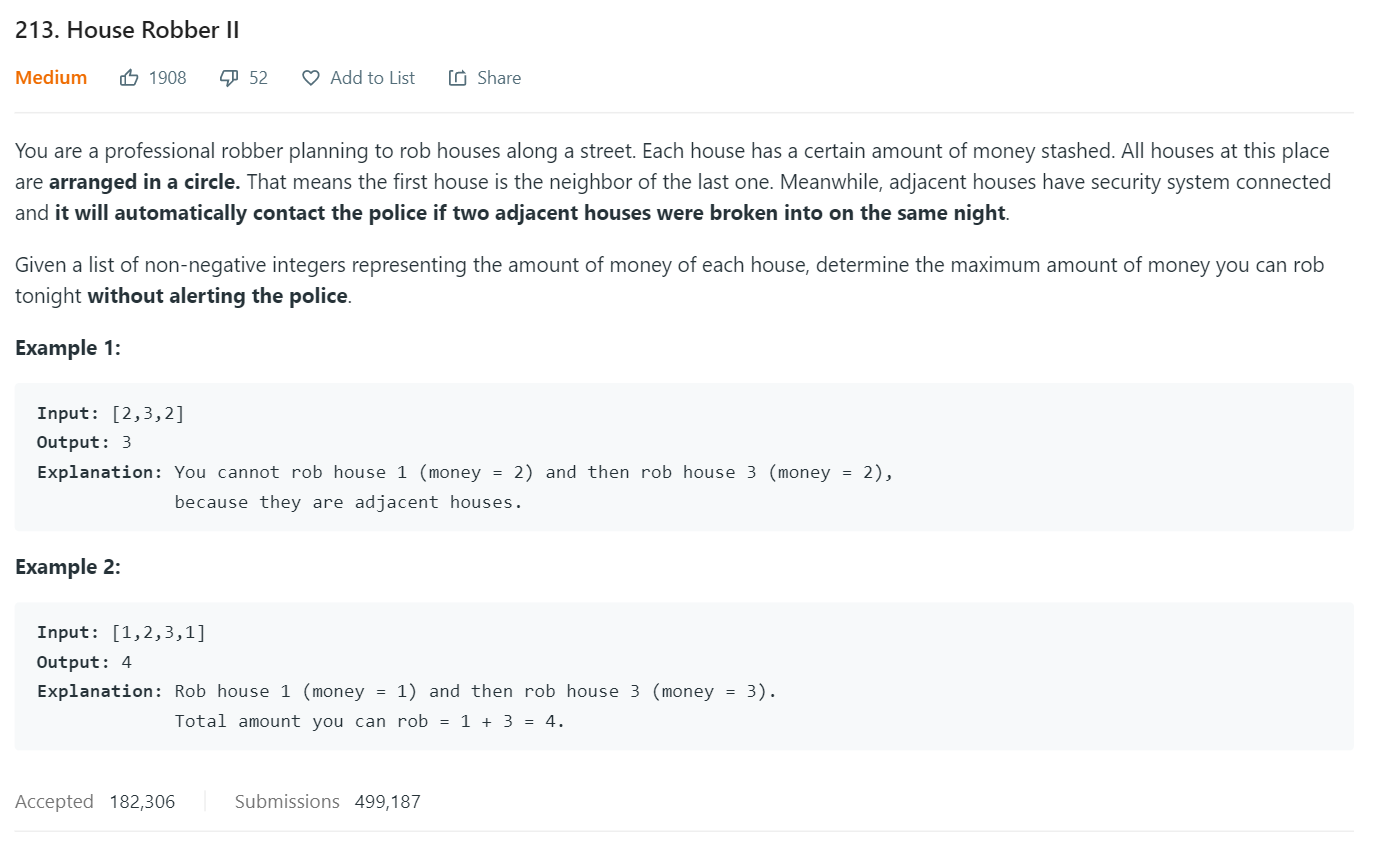 213. House Robber II
Medium 1908 52 Add to List Share
You are a professional robber planning to rob houses along a street. Each house has a certain amount of money stashed. All houses at this place
are arranged in a circle. That means the first house is the neighbor of the last one. Meanwhile, adjacent houses have security system connected
and it will automatically contact the police if two adjacent houses were broken into on the same night.
Given a list of non-negative integers representing the amount of money of each house, determine the maximum amount of money you can rob
tonight without alerting the police.
Example 1:
Input: [2,3,2]
Output: 3
Explanation: You cannot rob house 1 (money = 2) and then rob house 3 (money = 2),
because they are adjacent houses.
Example 2:
Input: [1,2,3,1]
Output: 4
Explanation: Rob house 1 (money = 1) and then rob house 3 (money = 3).
Total amount you can rob = 1 + 3 = 4.
Accepted 182,306 Submissions 499,187